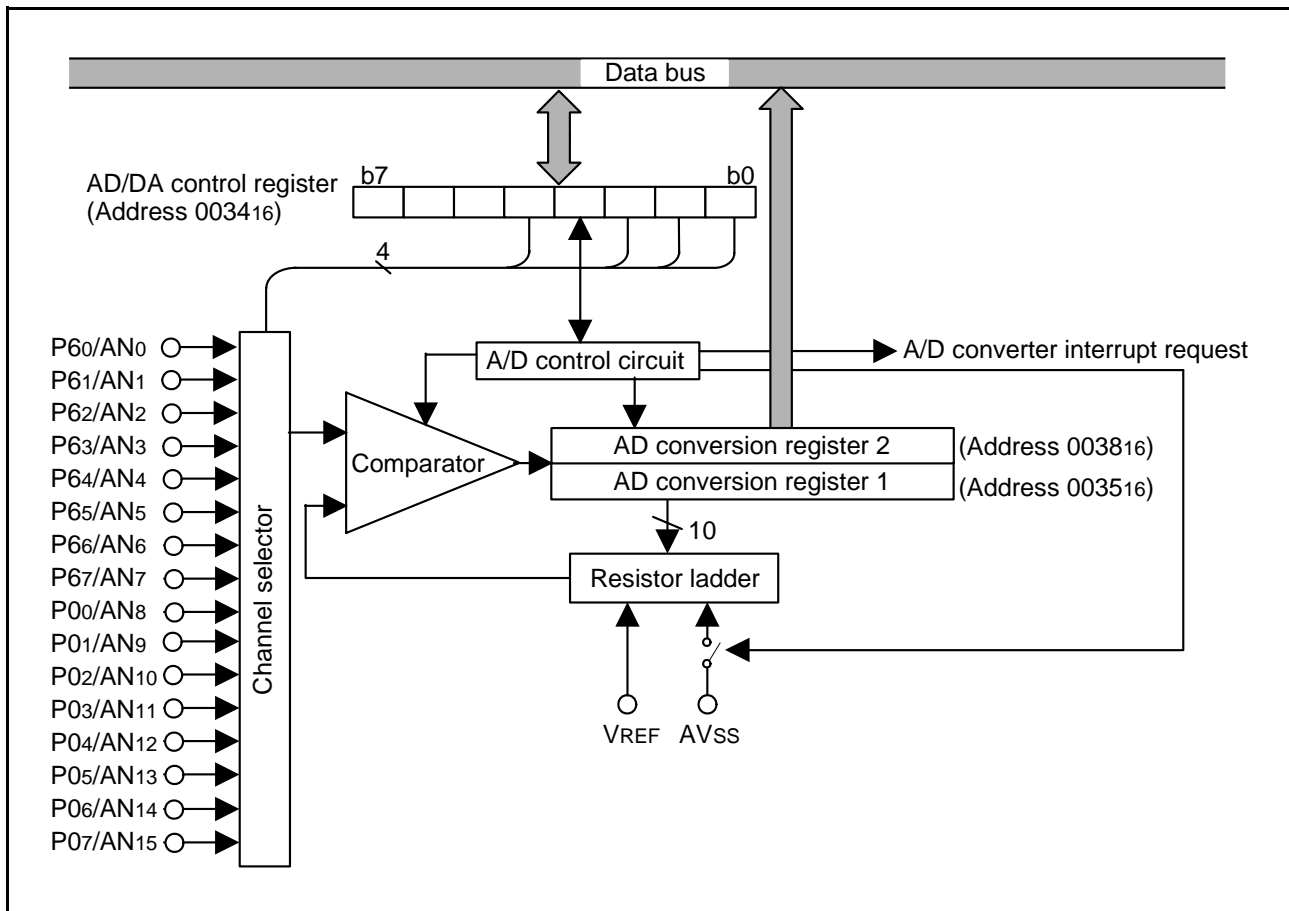 Data bus
b7 b0
AD/DA control register
(Address 003416)
4
P60/AN0
P61/AN1
P62/AN2
P63/AN3
P64/AN4
P65/AN5
P66/AN6
P67/AN7
P00/AN8
P01/AN9
P02/AN10
P03/AN11
P04/AN12
P05/AN13
P06/AN14
P07/AN15
Channel selector
A/D control circuit
A/D converter interrupt request
Comparator
AD conversion register 2 (Address 003816)
AD conversion register 1 (Address 003516)
10
Resistor ladder
VREF AVSS